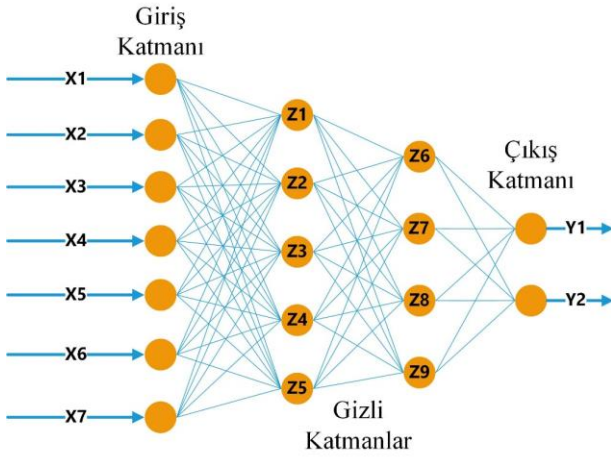 Giriş
Katmanı
X1
X2
X3
X4
X5
X6
X7
Z1
Z2
Z3
Z4
Z5
Gizli
Katmanlar
Z6
Z7
Z8
Z9
Çıkış
Katmanı
Y1
Y2